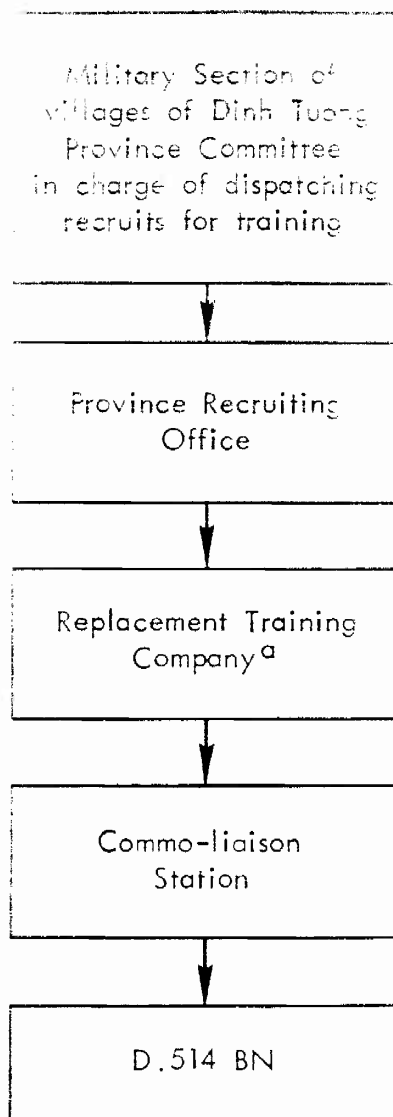 Military Section of
villages of Dinh Tuong
Province Committee
in charge of dispatching
recruits for training
Province Recruiting
Office
Replacement Training
Company a
Commo-liaison
Station
D.514 BN